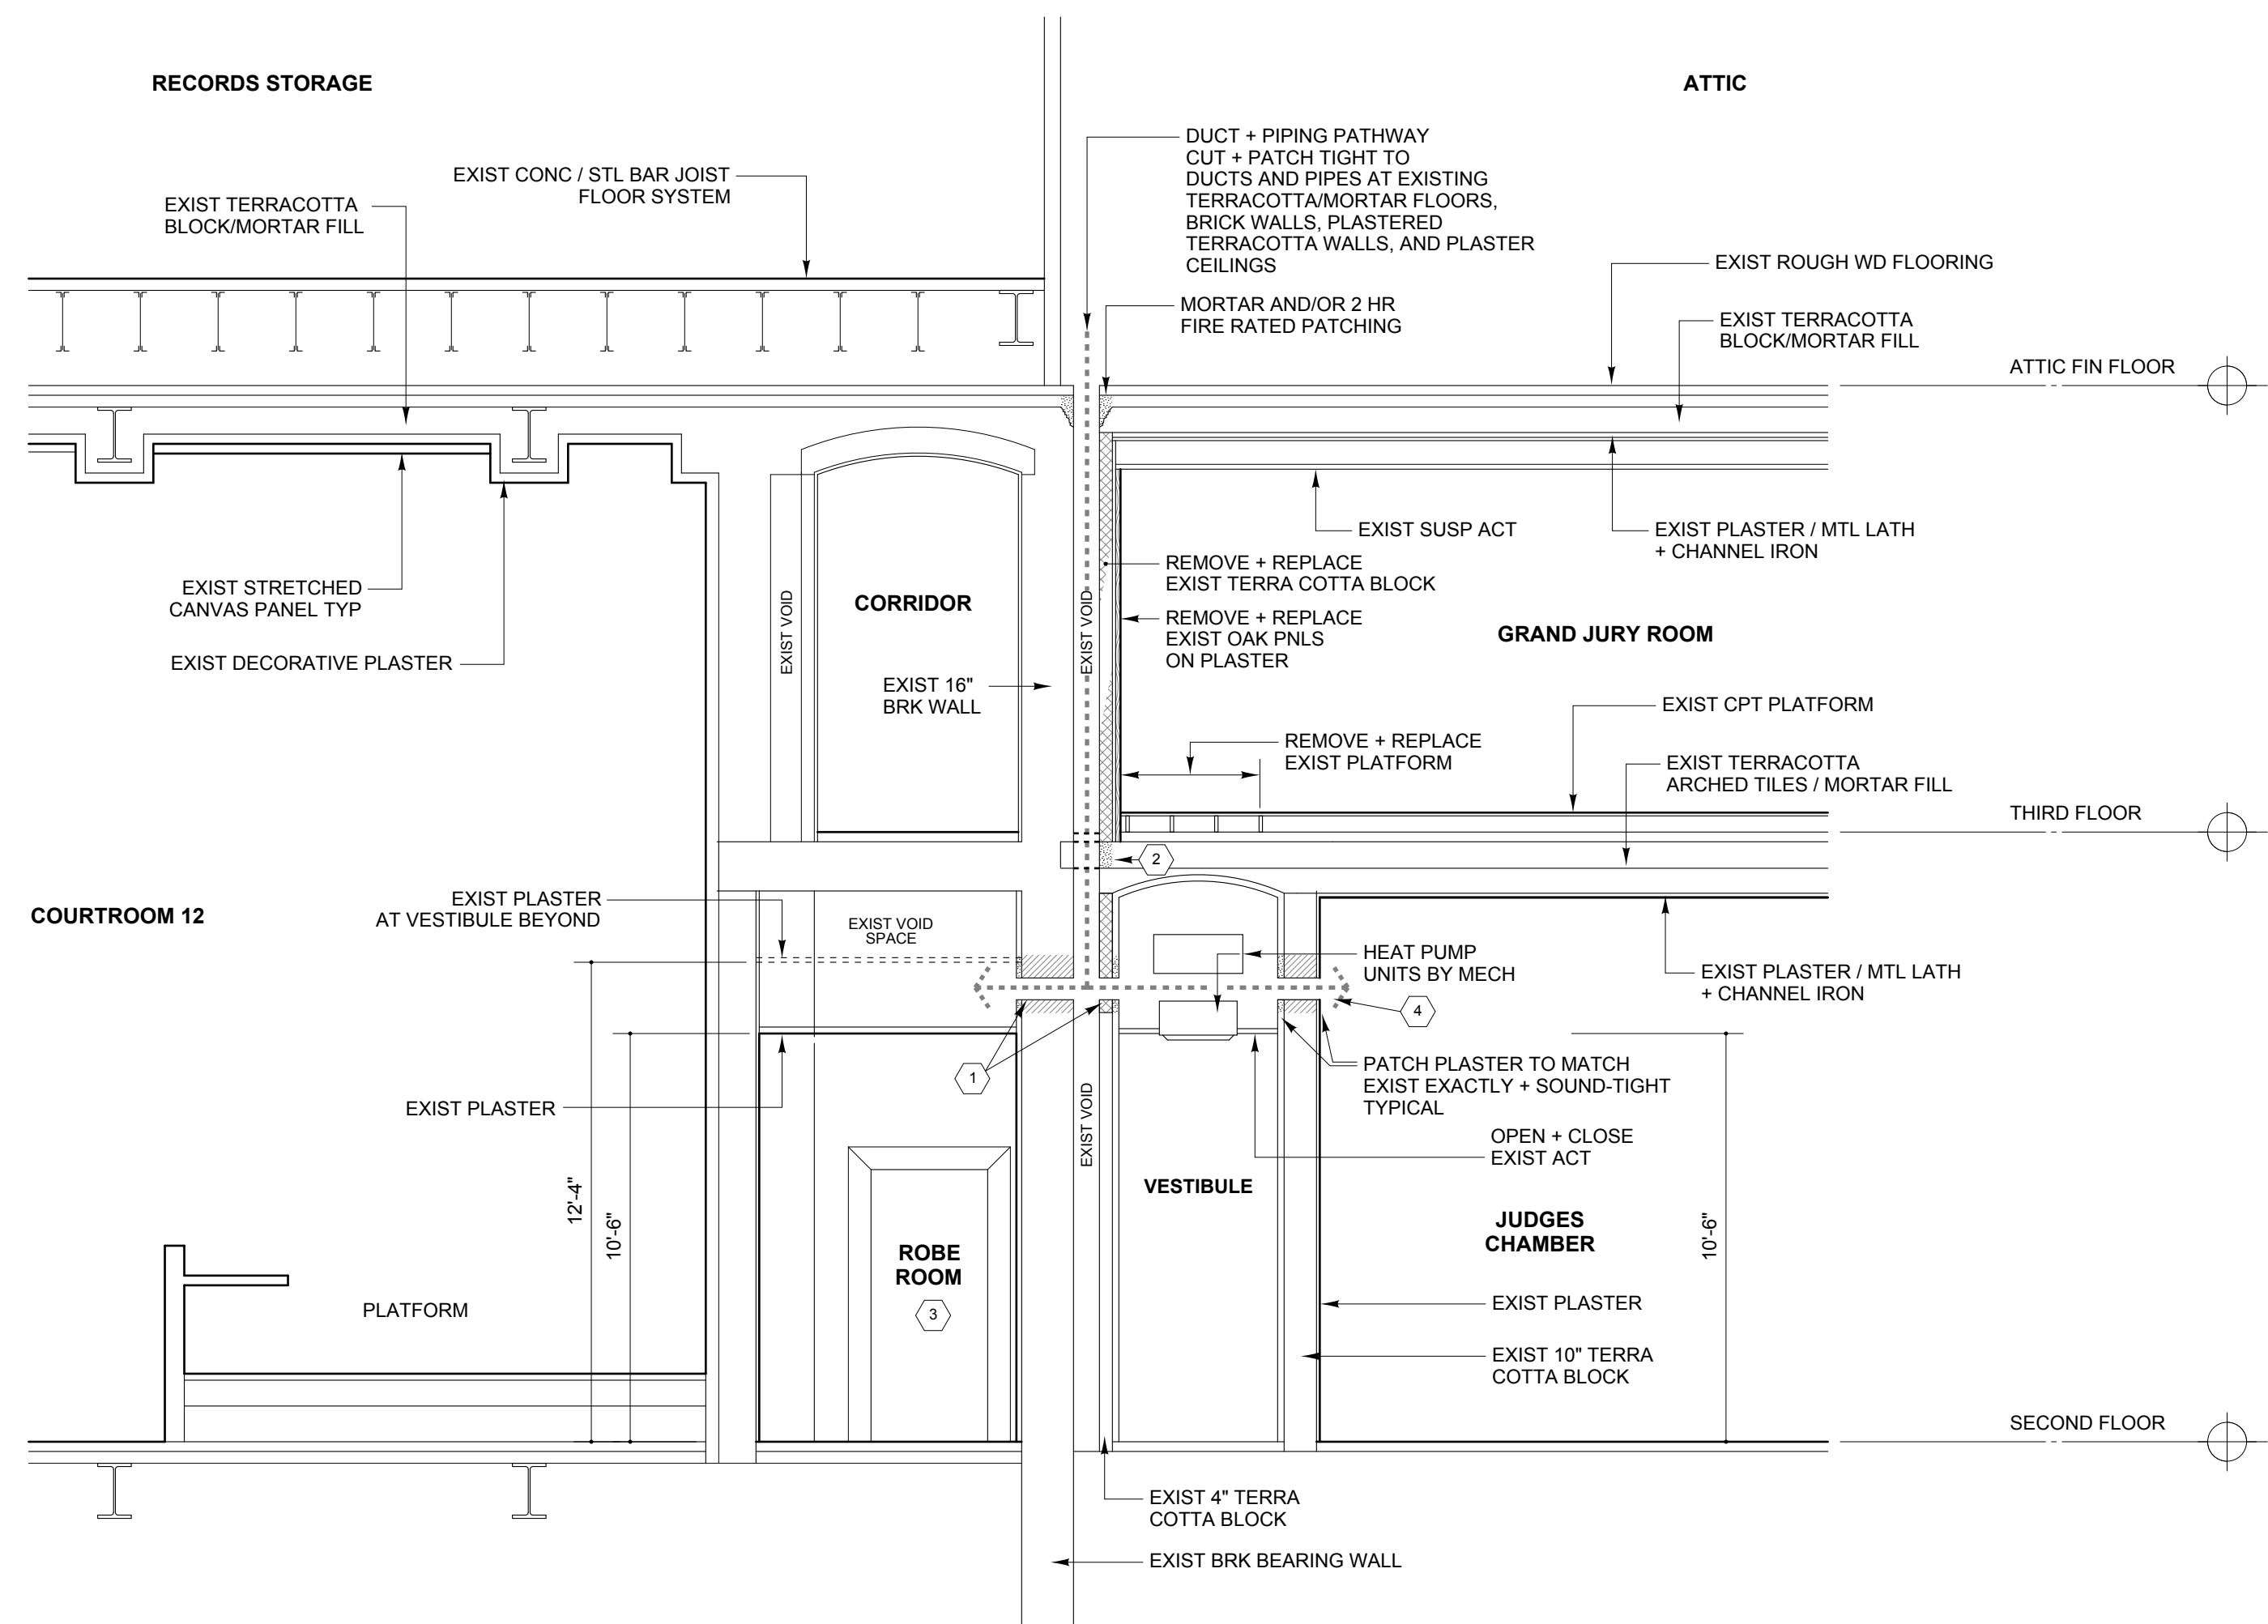 RECORDS STORAGE
ATTIC
DUCT + PIPING PATHWAY
CUT + PATCH TIGHT TO
DUCTS AND PIPES AT EXISTING
TERRACOTTA/MORTAR FLOORS,
BRICK WALLS, PLASTERED
TERRACOTTA WALLS, AND PLASTER
CEILINGS
EXIST CONC / STL BAR JOIST
FLOOR SYSTEM
EXIST TERRACOTTA
BLOCK/MORTAR FILL
EXIST ROUGH WD FLOORING
MORTAR AND/OR 2 HR
FIRE RATED PATCHING
EXIST TERRACOTTA
BLOCK/MORTAR FILL
ATTIC FIN FLOOR
EXIST SUSP ACT
EXIST PLASTER / MTL LATH
+ CHANNEL IRON
REMOVE + REPLACE
EXIST TERRA COTTA BLOCK
EXIST STRETCHED
CANVAS PANEL TYP
EXIST VOID
CORRIDOR
EXIST VOID
REMOVE + REPLACE
EXIST OAK PNLS
ON PLASTER
GRAND JURY ROOM
EXIST DECORATIVE PLASTER
EXIST 16"
BRK WALL
EXIST CPT PLATFORM
REMOVE + REPLACE
EXIST PLATFORM
EXIST TERRACOTTA
ARCHED TILES / MORTAR FILL
THIRD FLOOR
2
EXIST PLASTER
AT VESTIBULE BEYOND
COURTROOM 12
EXIST VOID
SPACE
HEAT PUMP
UNITS BY MECH
EXIST PLASTER / MTL LATH
+ CHANNEL IRON
4
1
PATCH PLASTER TO MATCH
EXIST EXACTLY + SOUND-TIGHT
TYPICAL
EXIST PLASTER
EXIST VOID
OPEN + CLOSE
EXIST ACT
12'-4"
10'-6"
VESTIBULE
JUDGES
CHAMBER
10'-6"
ROBE
ROOM
3
PLATFORM
EXIST PLASTER
EXIST 10" TERRA
COTTA BLOCK
SECOND FLOOR
EXIST 4" TERRA
COTTA BLOCK
EXIST BRK BEARING WALL